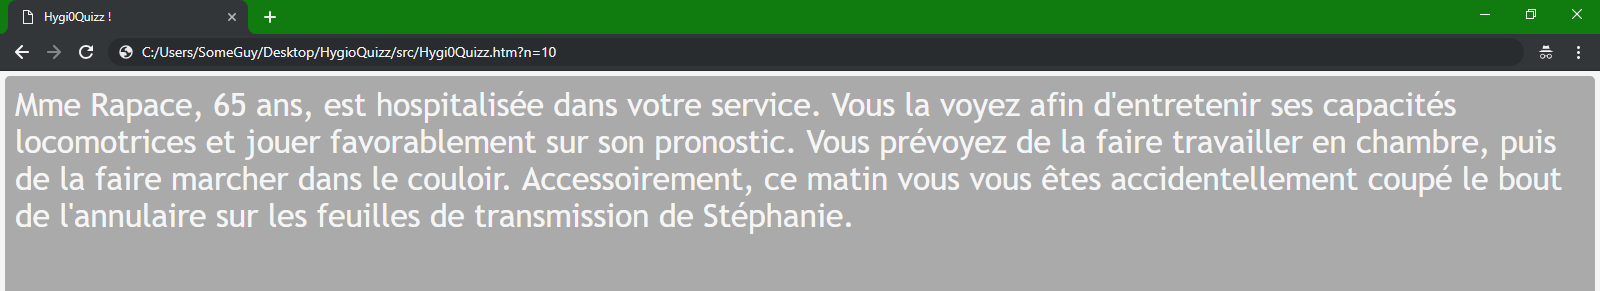 Hygi0Quizz !
C:/Users/SomeGuy/Desktop/HygioQuizz/src/Hygi0Quizz.htm?n=10
Mme Rapace, 65 ans, est hospitalisée dans votre service. Vous la voyez afin d'entretenir ses capacités
locomotrices et jouer favorablement sur son pronostic. Vous prévoyez de la faire travailler en chambre, puis
de la faire marcher dans le couloir. Accessoirement, ce matin vous vous êtes accidentellement coupé le bout
de l'annulaire sur les feuilles de transmission de Stéphanie.